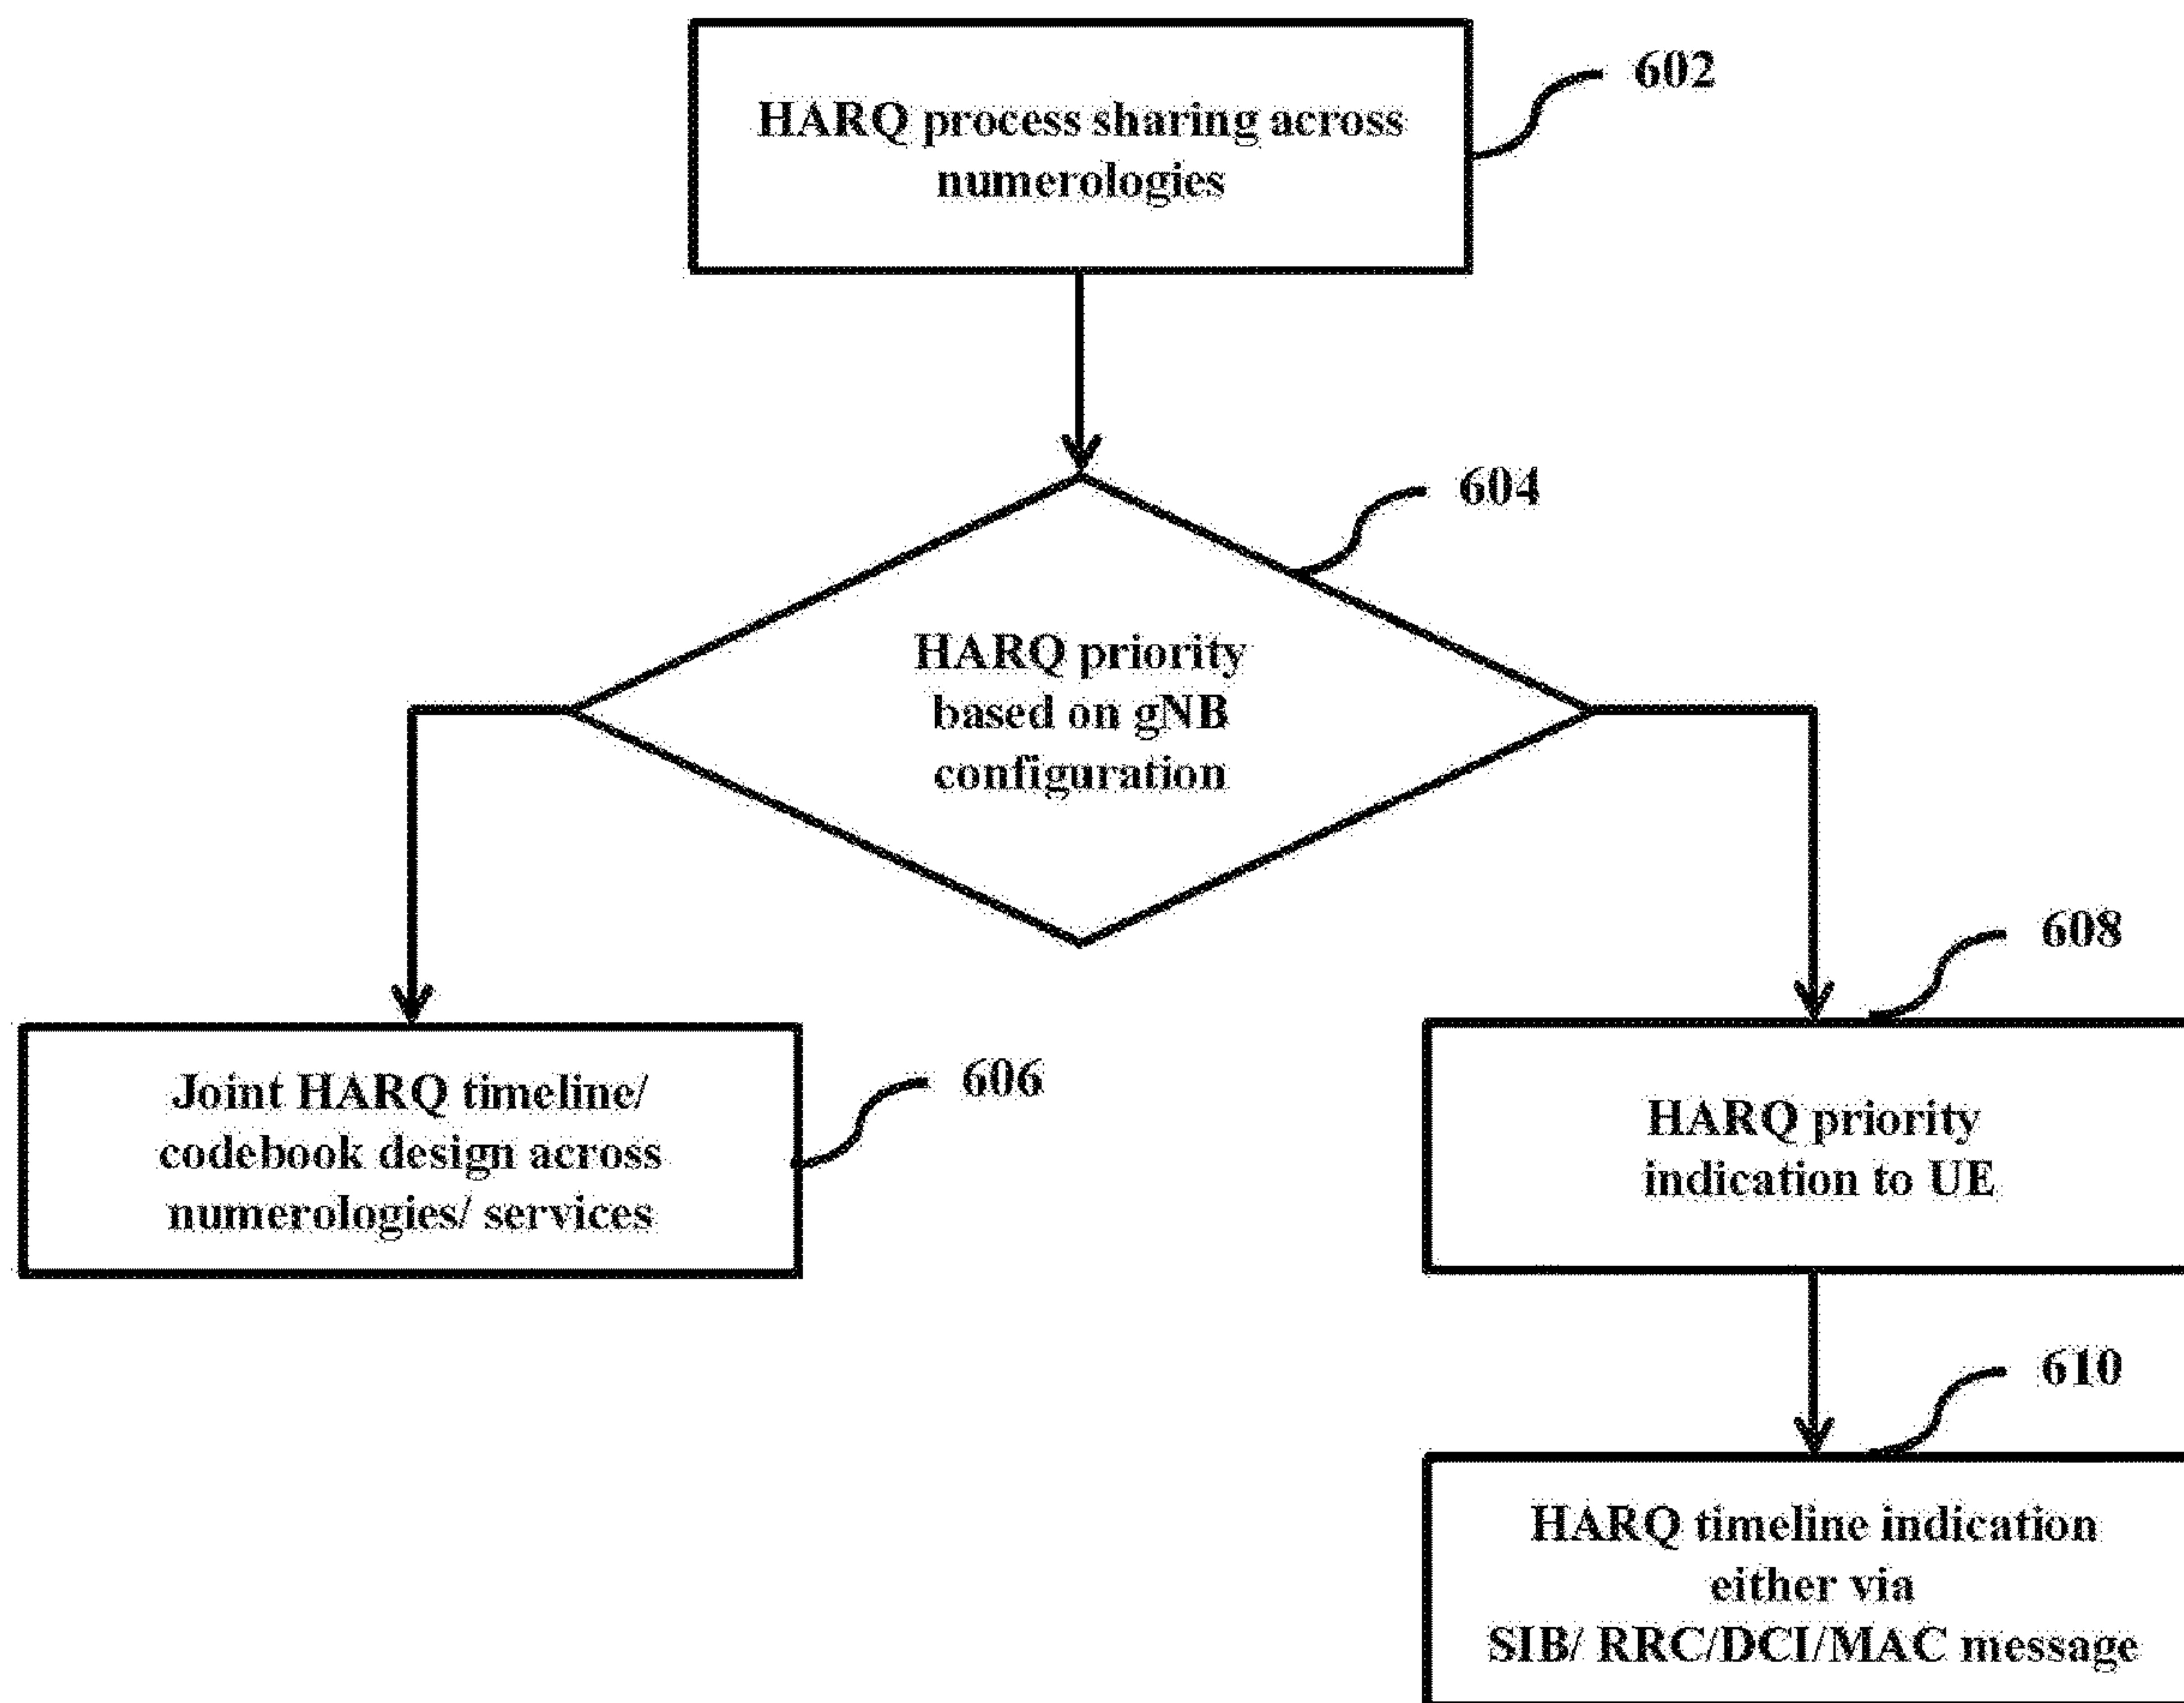 602
HARQ process sharing across
numerologies
604
HARQ priority
based on gNB
configuration
606
Joint HARQ timeline/
codebook design across
numerologies/ services
608
HARQ priority
indication to UE
610
HARQ timeline indication
either via
SIB/ RRC/DCI/MAC message